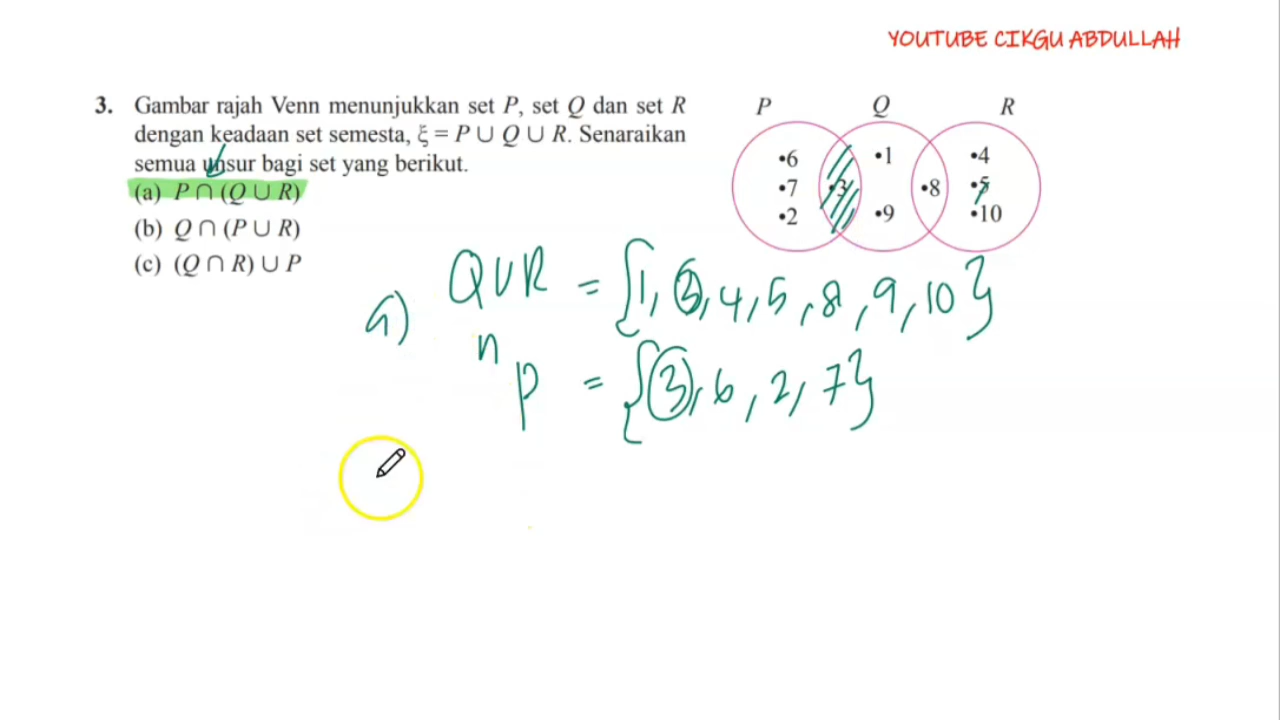 YOUTUBE CIKGU ABDULLAH
3. Gambar rajah Venn menunjukkan set P, set Q dan set R
dengan keadaan set semesta, ξ = P ∪ Q ∪ R. Senaraikan
semua unsur bagi set yang berikut.
(a) P ∩ (Q ∪ R)
(b) Q ∩ (P ∪ R)
(c) (Q ∩ R) ∪ P
P Q R
•6 •1 •4
•7 •3 •8 •5
•2 •9 •10
a) Q∪R = {1, 3, 4, 5, 8, 9, 10}
∩
P = {3, 6, 2, 7}